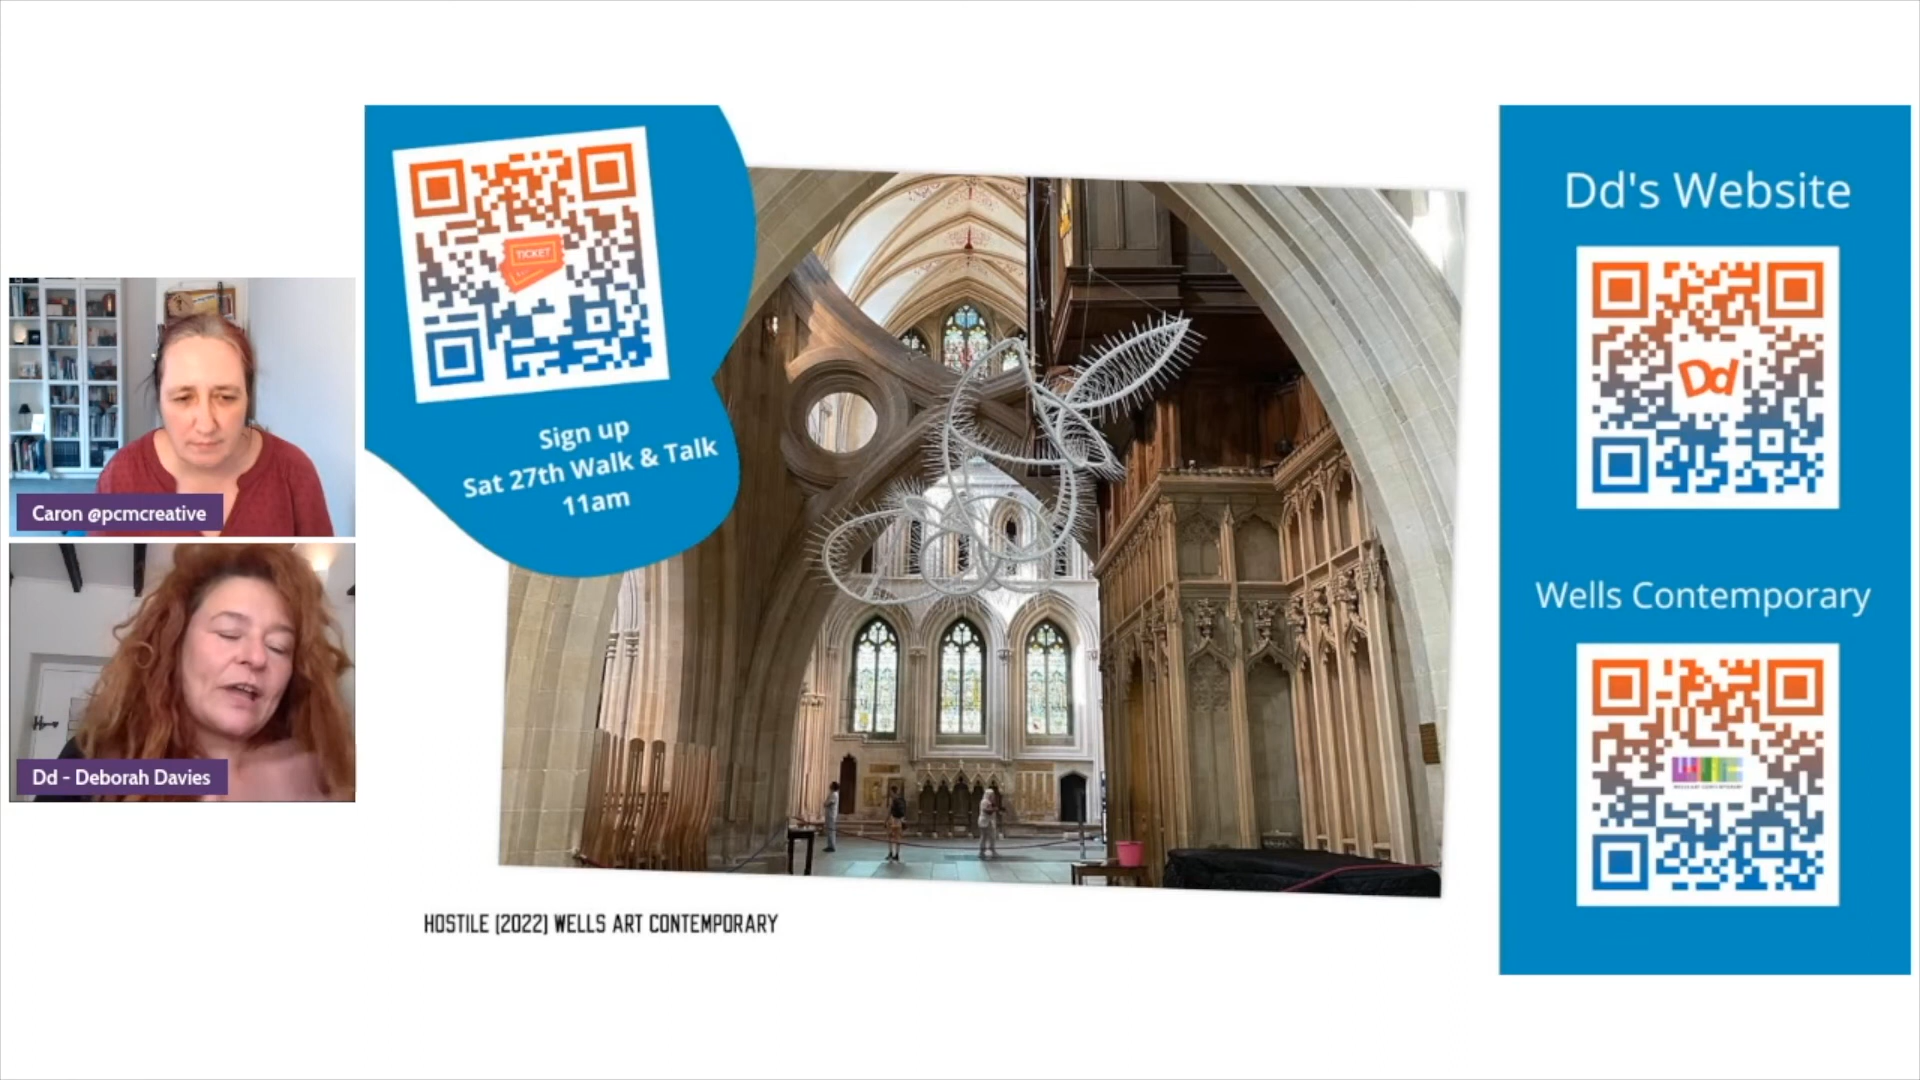 TICKET
Sign up
Sat 27th Walk & Talk
11am
Dd's Website
Dd
Wells Contemporary
Caron @pcmcreative
Dd - Deborah Davies
HOSTILE (2022) WELLS ART CONTEMPORARY